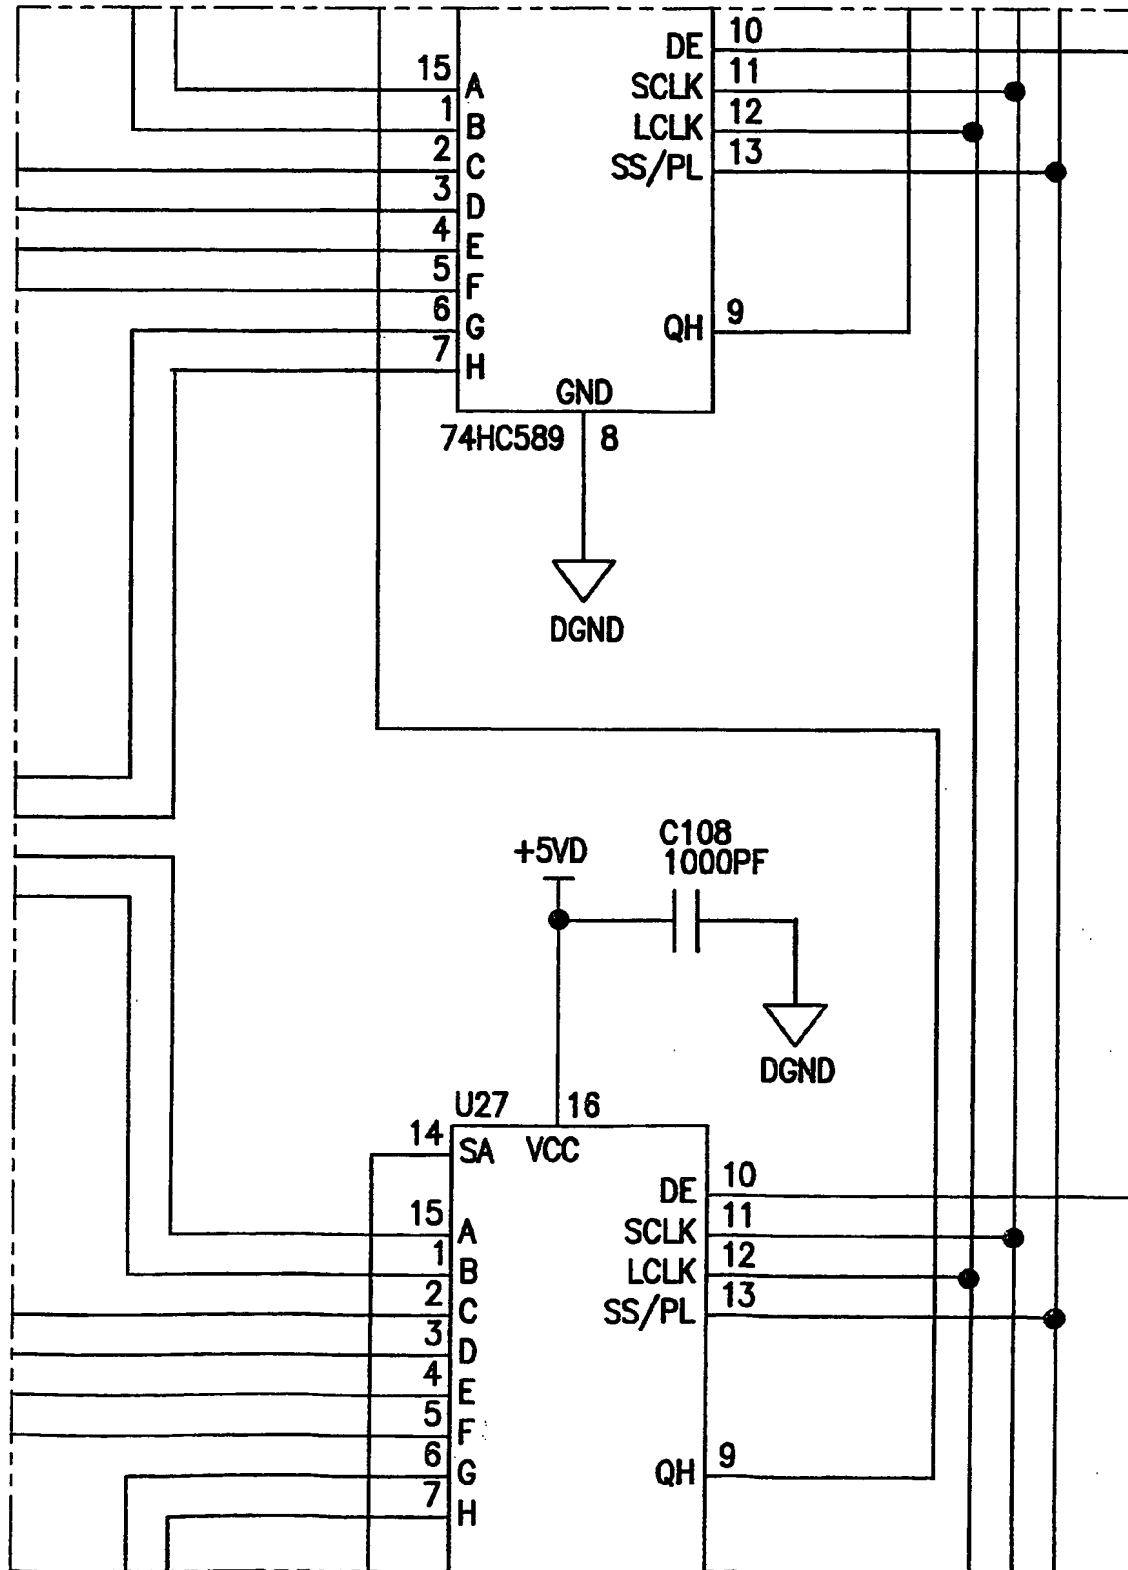 DE 10
15 A
SCLK 11
1 B
LCLK 12
2 C
SS/PL 13
3 D
4 E
5 F
6 G
QH 9
7 H
GND
74HC589 8
DGND
C108
+5VD
1000PF
DGND
U27 16
14 SA VCC
DE 10
15 A
SCLK 11
1 B
LCLK 12
2 C
SS/PL 13
3 D
4 E
5 F
6 G
QH 9
7 H